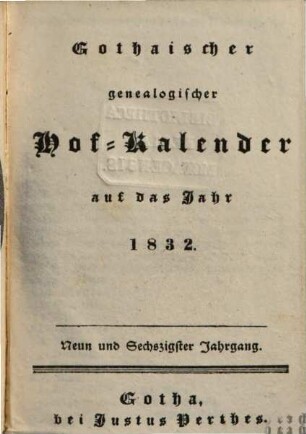 Gothaischer
genealogischer
Hof=Kalender
auf das Jahr
1832.
Neun und Sechszigster Jahrgang.
Gotha,
bei Justus Perthes.